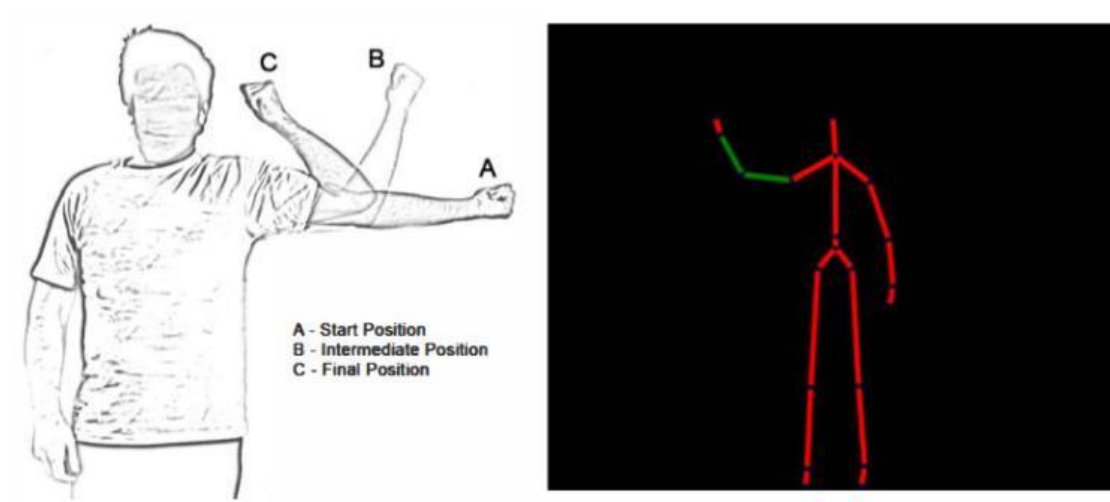 C
B
A
A - Start Position
B - Intermediate Position
C - Final Position